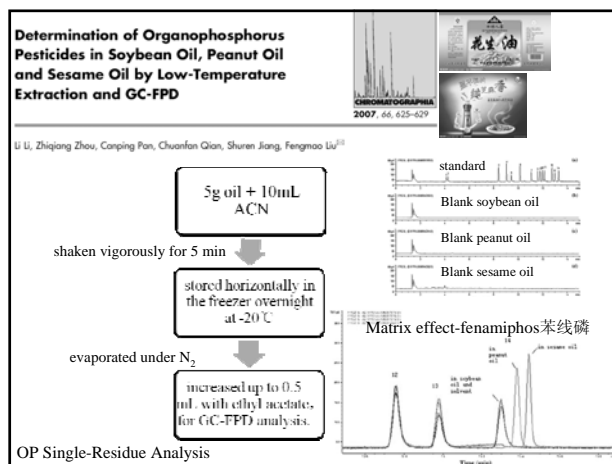 Determination of Organophosphorus
Pesticides in Soybean Oil, Peanut Oil
and Sesame Oil by Low-Temperature
Extraction and GC-FPD
CHROMATOGRAPHIA
2007, 66, 625–629
花生油
Li Li, Zhiqiang Zhou, Canping Pan, Chuanfan Qian, Shuren Jiang, Fengmao Liu
5g oil + 10mL
ACN
shaken vigorously for 5 min
stored horizontally in
the freezer overnight
at -20℃
evaporated under N2
increased up to 0.5
mL with ethyl acetate,
for GC-FPD analysis.
standard
Blank soybean oil
Blank peanut oil
Blank sesame oil
Matrix effect-fenamiphos苯线磷
12
13
14
in soybean
oil and
solvent
in
peanut
oil
in sesame oil
Time (min)
OP Single-Residue Analysis